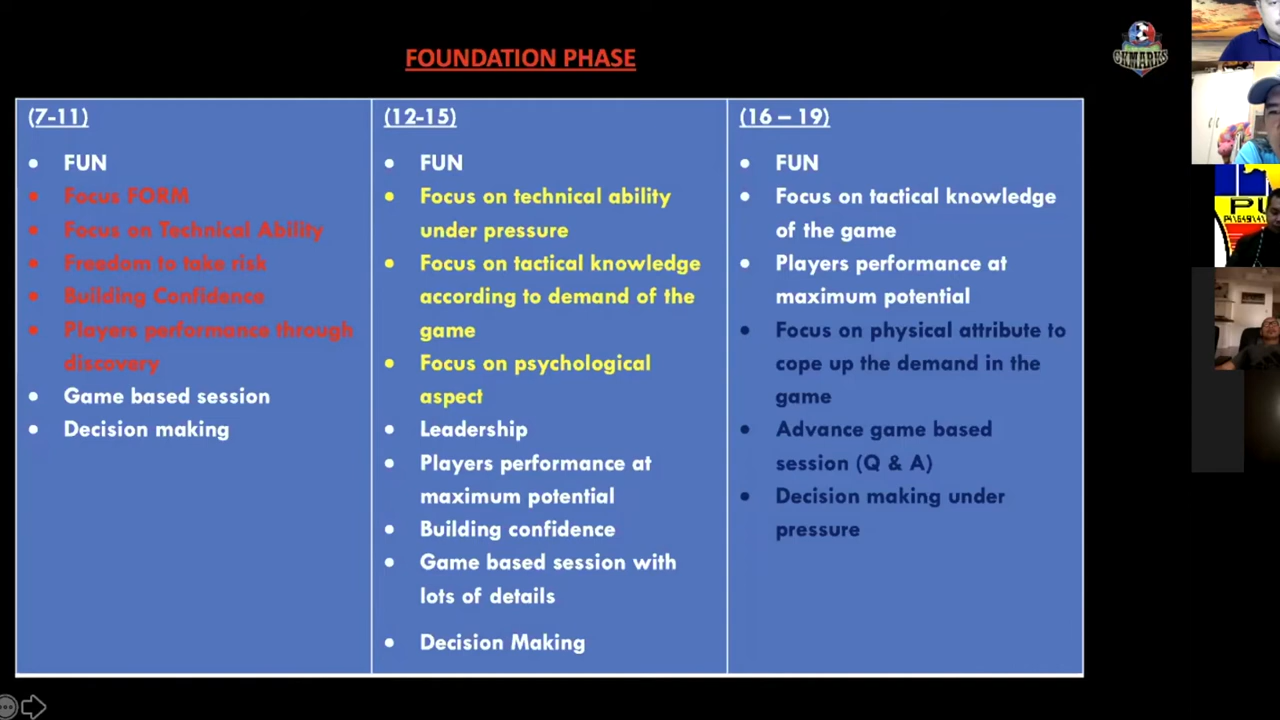 FOUNDATION PHASE
GKMARKS
(7-11)
• FUN
• Focus FORM
• Focus on Technical Ability
• Freedom to take risk
• Building Confidence
• Players performance through
discovery
• Game based session
• Decision making
(12-15)
• FUN
• Focus on technical ability
under pressure
• Focus on tactical knowledge
according to demand of the
game
• Focus on psychological
aspect
• Leadership
• Players performance at
maximum potential
• Building confidence
• Game based session with
lots of details
• Decision Making
(16 – 19)
• FUN
• Focus on tactical knowledge
of the game
• Players performance at
maximum potential
• Focus on physical attribute to
cope up the demand in the
game
• Advance game based
session (Q & A)
• Decision making under
pressure